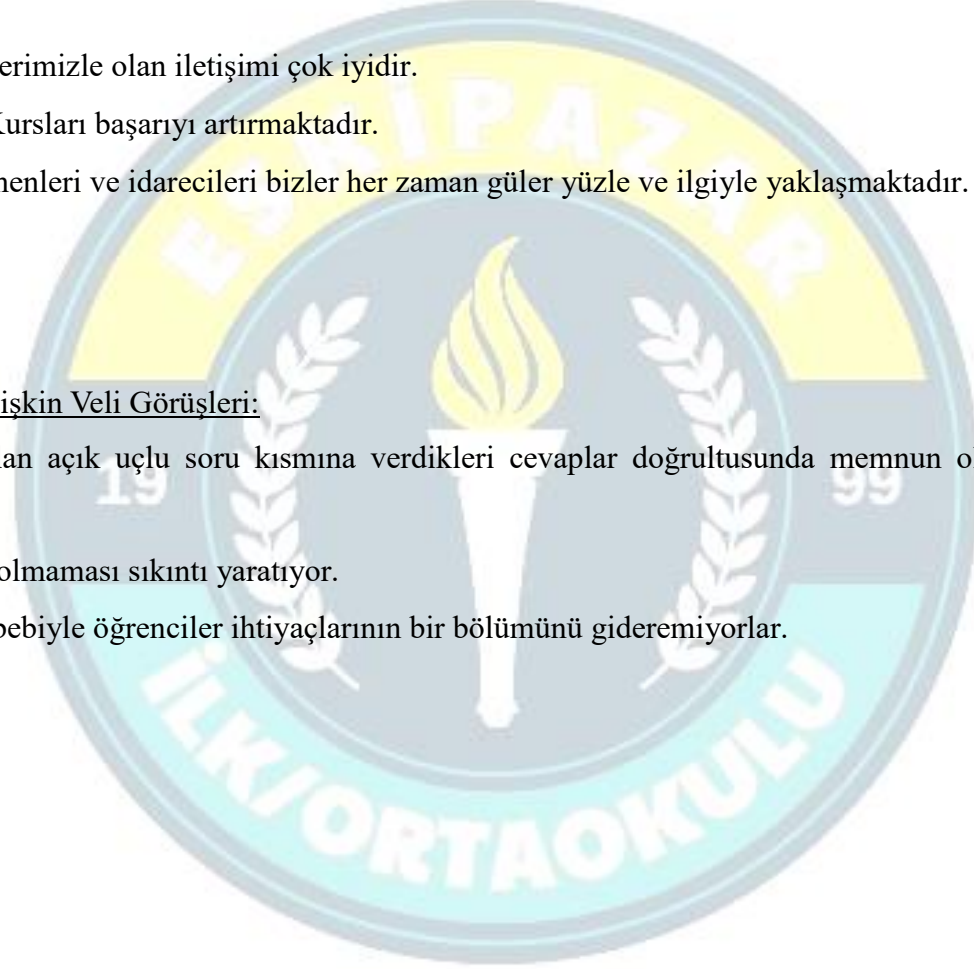 erimizle olan iletişimi çok iyidir.
Kursları başarıyı artırmaktadır.
nenleri ve idarecileri bizler her zaman güler yüzle ve ilgiyle yaklaşmaktadır.
işkin Veli Görüşleri:
lan açık uçlu soru kısmına verdikleri cevaplar doğrultusunda memnun ol
olmaması sıkıntı yaratıyor.
bebiyle öğrenciler ihtiyaçlarının bir bölümünü gideremiyorlar.
ESKİPAZAR
19 99
İLK/ORTAOKULU